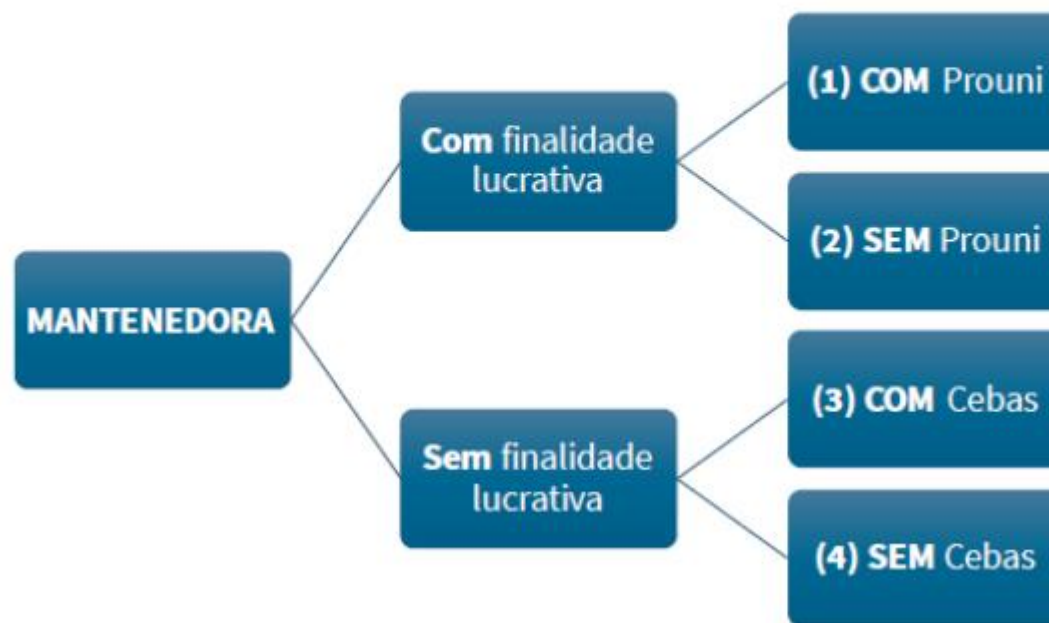 MANTENEDORA
Com finalidade
lucrativa
(1) COM Prouni
(2) SEM Prouni
Sem finalidade
lucrativa
(3) COM Cebas
(4) SEM Cebas